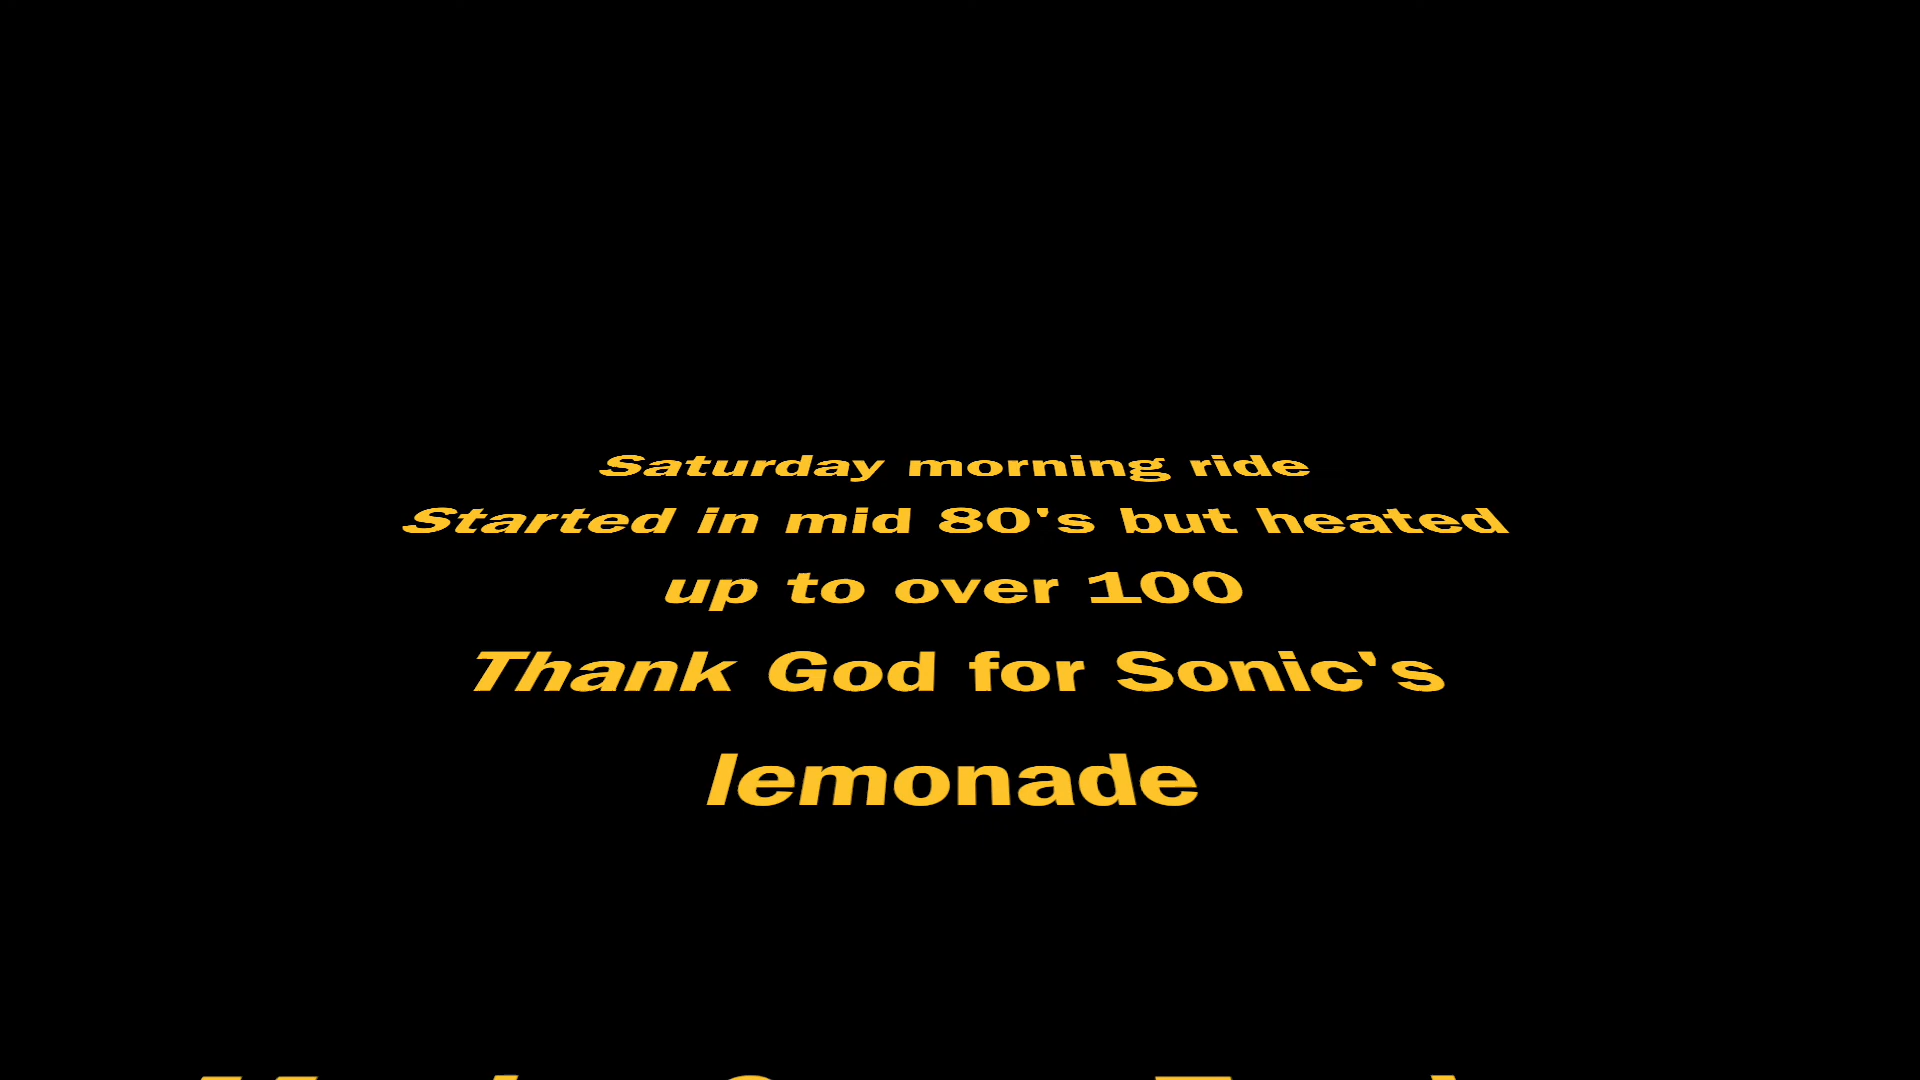 Saturday morning ride
Started in mid 80's but heated
up to over 100
Thank God for Sonic's
lemonade